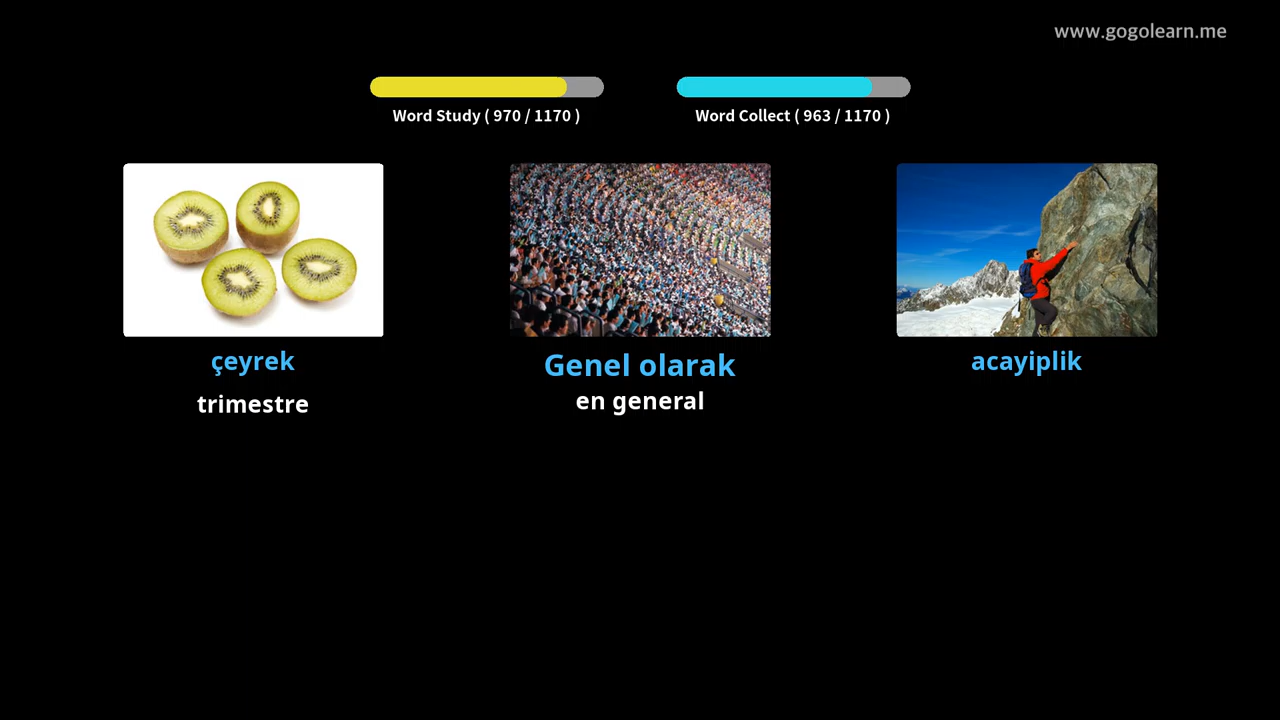 www.gogolearn.me
Word Study ( 970 / 1170 )
Word Collect ( 963 / 1170 )
çeyrek
trimestre
Genel olarak
en general
acayiplik